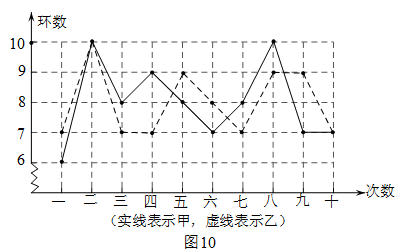 环数
10
9
8
7
6
一 二 三 四 五 六 七 八 九 十 次数
(实线表示甲，虚线表示乙)
图10